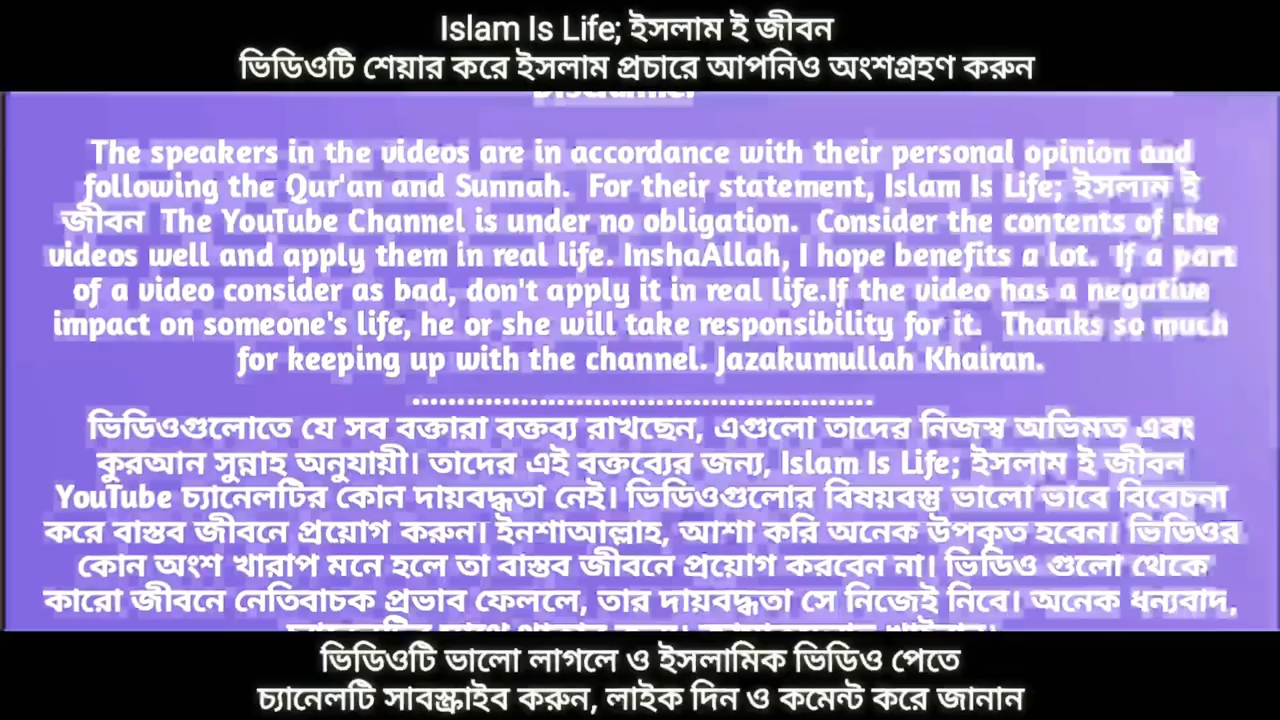 Islam Is Life; ইসলাম ই জীবন
ভিডিওটি শেয়ার করে ইসলাম প্রচারে আপনিও অংশগ্রহণ করুন
The speakers in the videos are in accordance with their personal opinion and
following the Qur'an and Sunnah. For their statement, Islam Is Life; ইসলাম ই
জীবন The YouTube Channel is under no obligation. Consider the contents of the
videos well and apply them in real life. InshaAllah, I hope benefits a lot. If a part
of a video consider as bad, don't apply it in real life.If the video has a negative
impact on someone's life, he or she will take responsibility for it. Thanks so much
for keeping up with the channel. Jazakumullah Khairan.
..................................................
ভিডিওগুলোতে যে সব বক্তারা বক্তব্য রাখছেন, এগুলো তাদের নিজস্ব অভিমত এবং
কুরআন সুন্নাহ অনুযায়ী। তাদের এই বক্তব্যের জন্য, Islam Is Life; ইসলাম ই জীবন
YouTube চ্যানেলটির কোন দায়বদ্ধতা নেই। ভিডিওগুলোর বিষয়বস্তু ভালো ভাবে বিবেচনা
করে বাস্তব জীবনে প্রয়োগ করুন। ইনশাআল্লাহ, আশা করি অনেক উপকৃত হবেন। ভিডিওর
কোন অংশ খারাপ মনে হলে তা বাস্তব জীবনে প্রয়োগ করবেন না। ভিডিও গুলো থেকে
কারো জীবনে নেতিবাচক প্রভাব ফেললে, তার দায়বদ্ধতা সে নিজেই নিবে। অনেক ধন্যবাদ,
ভিডিওটি ভালো লাগলে ও ইসলামিক ভিডিও পেতে
চ্যানেলটি সাবস্ক্রাইব করুন, লাইক দিন ও কমেন্ট করে জানান